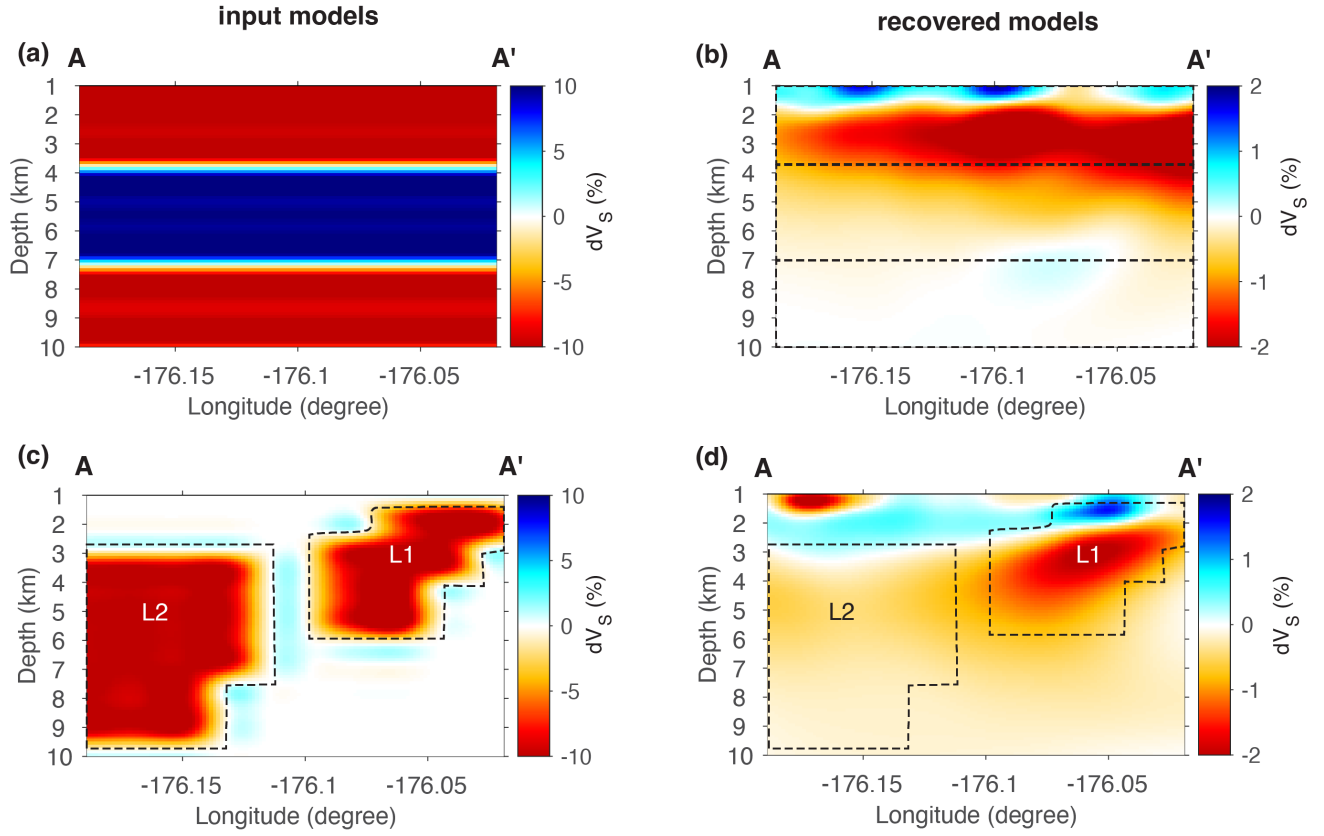 input models
recovered models
(a)
A
A'
1
2
3
4
5
6
7
8
9
10
Depth (km)
-176.15
-176.1
-176.05
Longitude (degree)
10
5
0
-5
-10
dVS (%)
(b)
A
A'
1
2
3
4
5
6
7
8
9
10
Depth (km)
-176.15
-176.1
-176.05
Longitude (degree)
2
1
0
-1
-2
dVS (%)
(c)
A
A'
1
2
3
4
5
6
7
8
9
10
Depth (km)
L2
L1
-176.15
-176.1
-176.05
Longitude (degree)
10
5
0
-5
-10
dVS (%)
(d)
A
A'
1
2
3
4
5
6
7
8
9
10
Depth (km)
L2
L1
-176.15
-176.1
-176.05
Longitude (degree)
2
1
0
-1
-2
dVS (%)